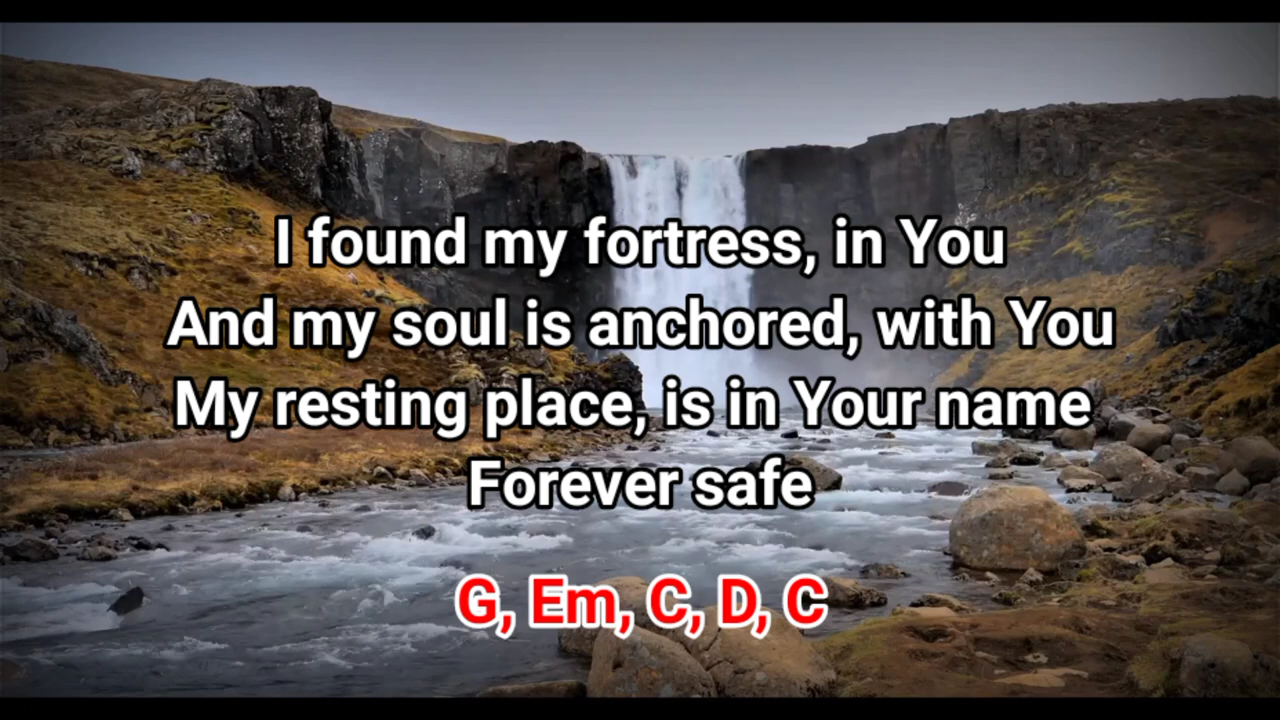 I found my fortress, in You
And my soul is anchored, with You
My resting place, is in Your name
Forever safe
G, Em, C, D, C